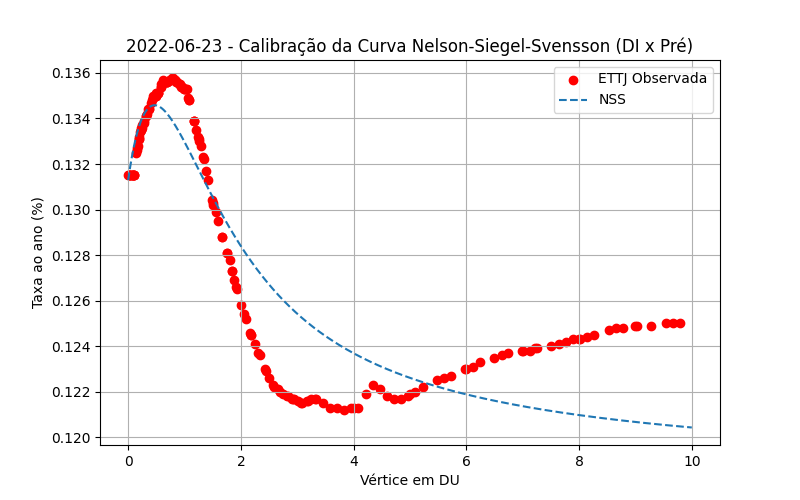 2022-06-23 - Calibração da Curva Nelson-Siegel-Svensson (DI x Pré)
ETTJ Observada
NSS
Taxa ao ano (%)
0.136
0.134
0.132
0.130
0.128
0.126
0.124
0.122
0.120
0 2 4 6 8 10
Vértice em DU